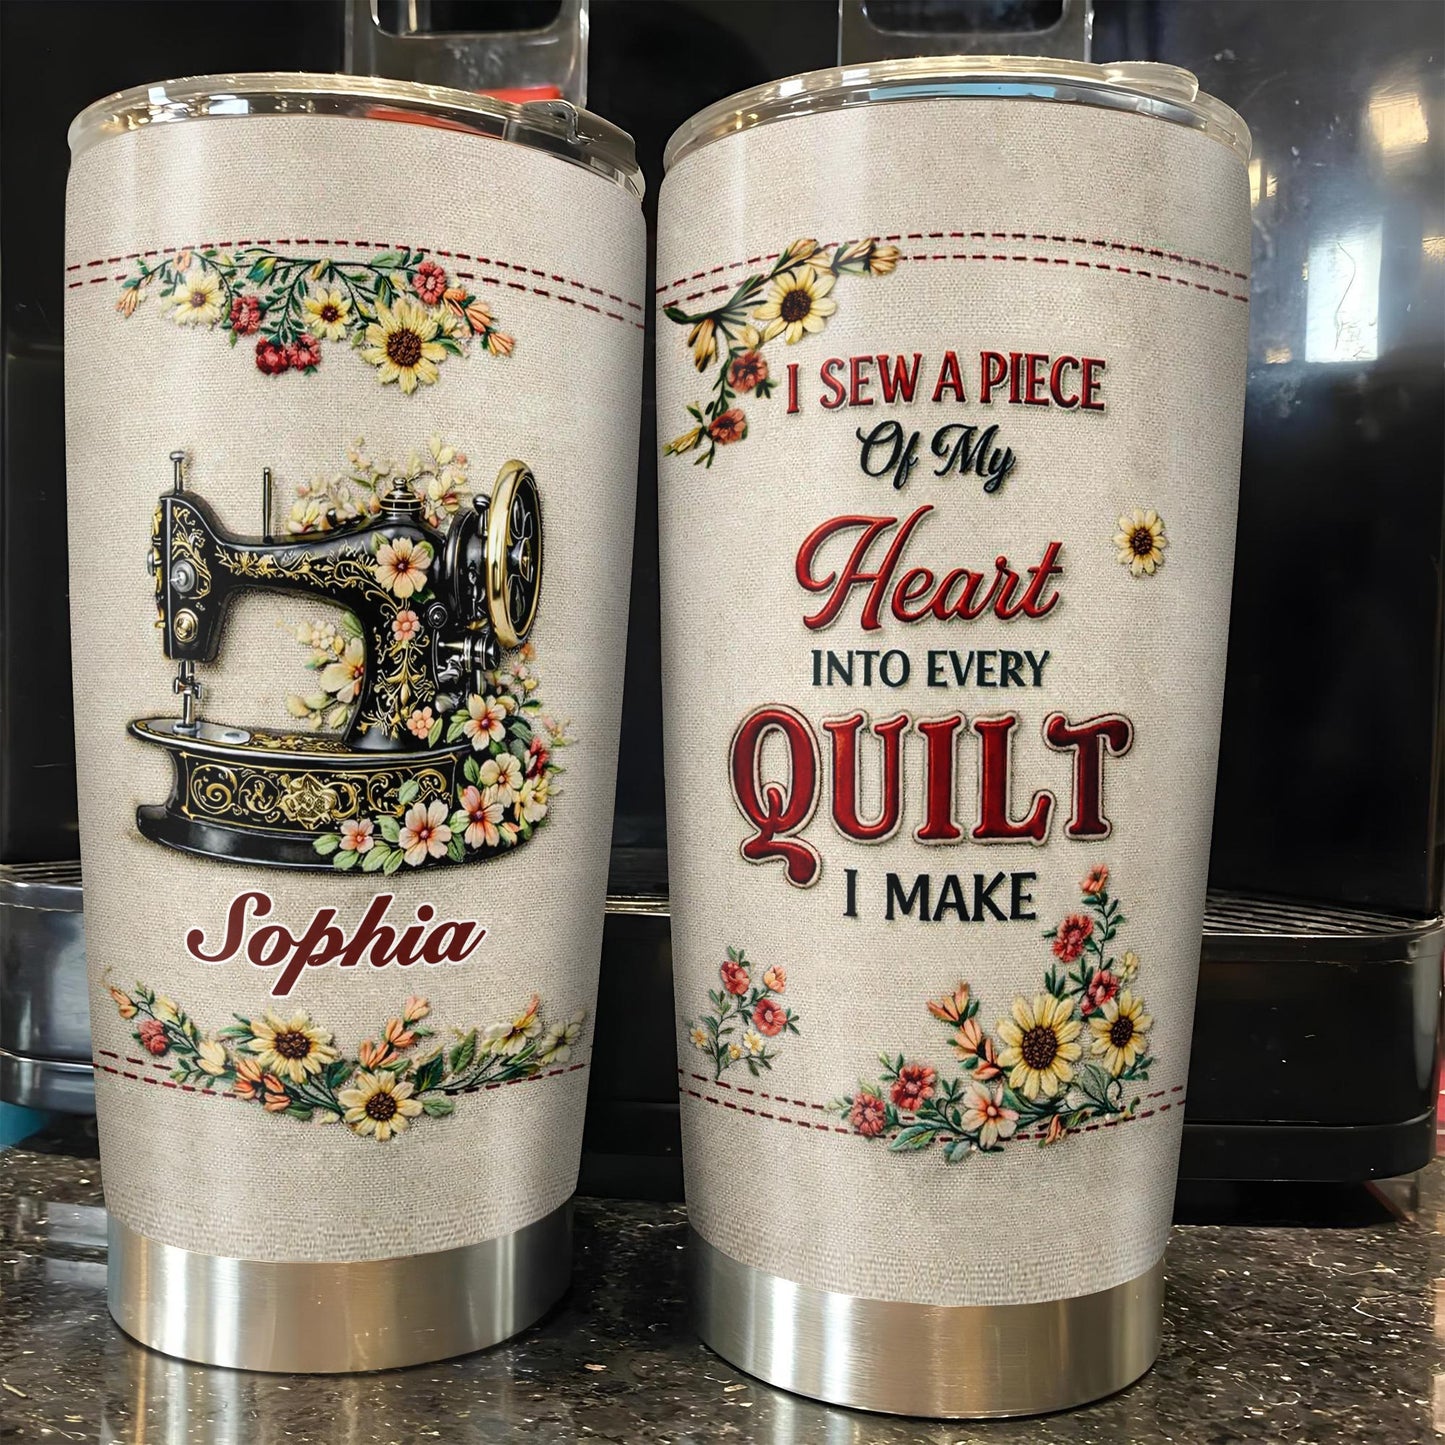 Sophia
I SEW A PIECE
Of My
Heart
INTO EVERY
QUILT
I MAKE